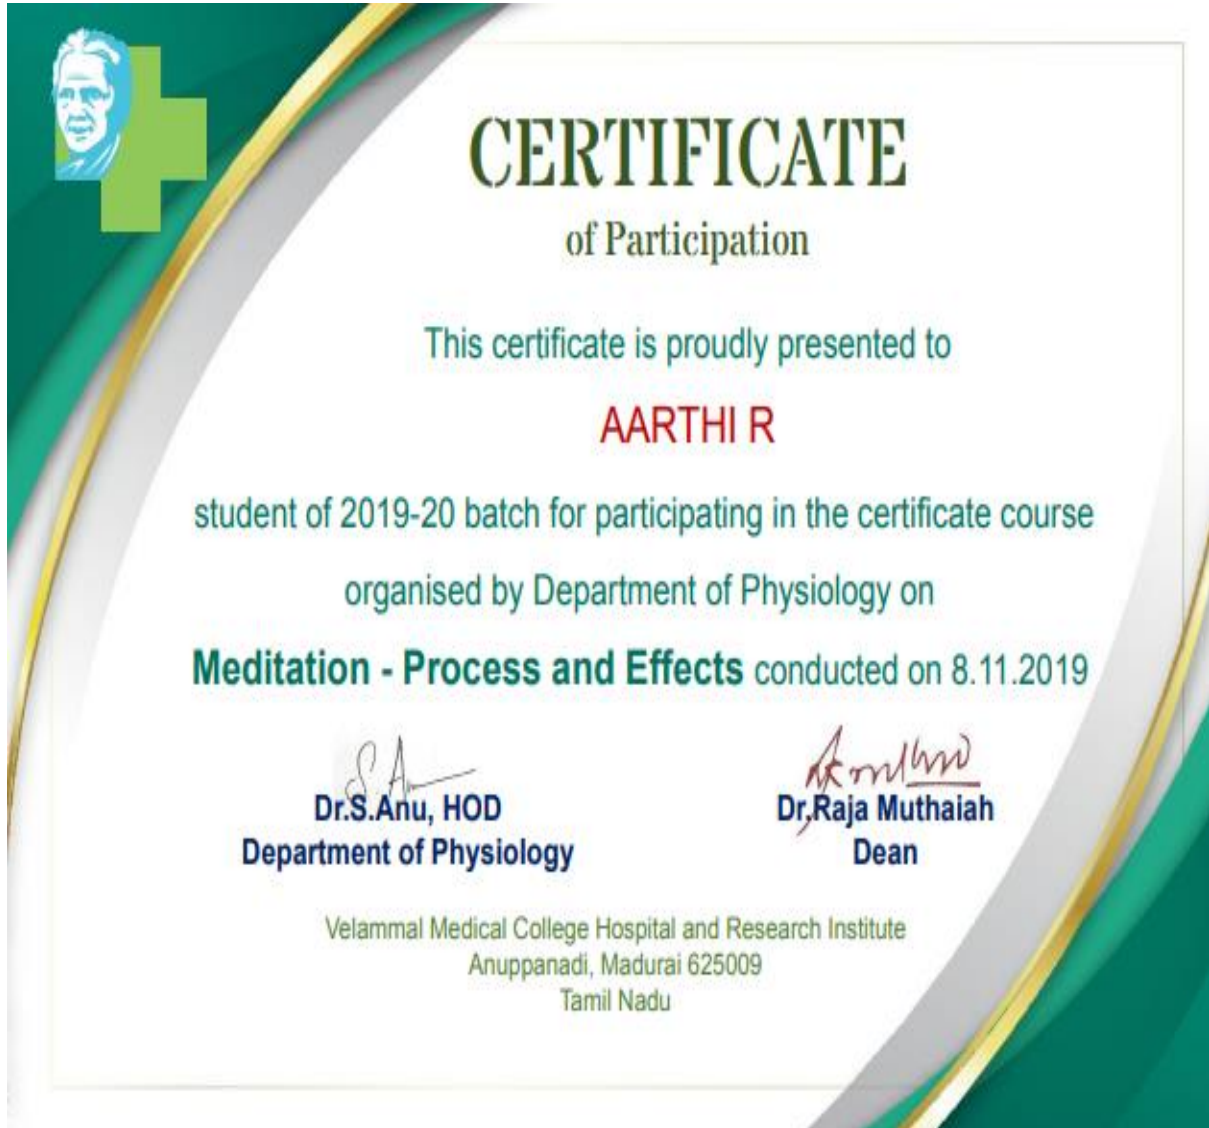 CERTIFICATE
of Participation
This certificate is proudly presented to
AARTHI R
student of 2019-20 batch for participating in the certificate course
organised by Department of Physiology on
Meditation - Process and Effects conducted on 8.11.2019
Dr.S.Anu, HOD
Department of Physiology
Dr,Raja Muthaiah
Dean
Velammal Medical College Hospital and Research Institute
Anuppanadi, Madurai 625009
Tamil Nadu